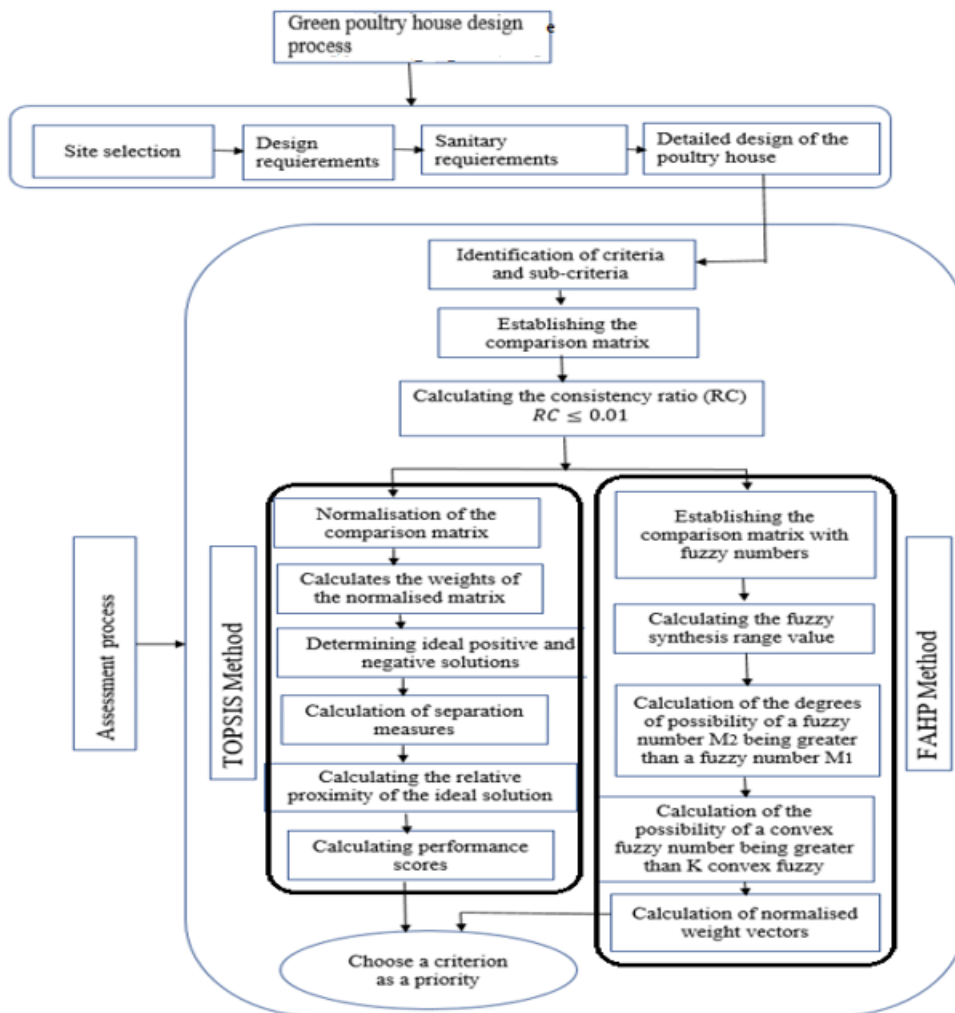 Green poultry house design e
process
Site selection
Design
requierements
Sanitary
requierements
Detailed design of the
poultry house
Identification of criteria
and sub-criteria
Establishing the
comparison matrix
Calculating the consistency ratio (RC)
RC ≤ 0.01
Assessment process
TOPSIS Method
Normalisation of the
comparison matrix
Calculates the weights of
the normalised matrix
Determining ideal positive and
negative solutions
Calculation of separation
measures
Calculating the relative
proximity of the ideal solution
Calculating performance
scores
Establishing the
comparison matrix with
fuzzy numbers
Calculating the fuzzy
synthesis range value
Calculation of the degrees
of possibility of a fuzzy
number M2 being greater
than a fuzzy number M1
Calculation of the
possibility of a convex
fuzzy number being greater
than K convex fuzzy
Calculation of normalised
weight vectors
FAHP Method
Choose a criterion
as a priority